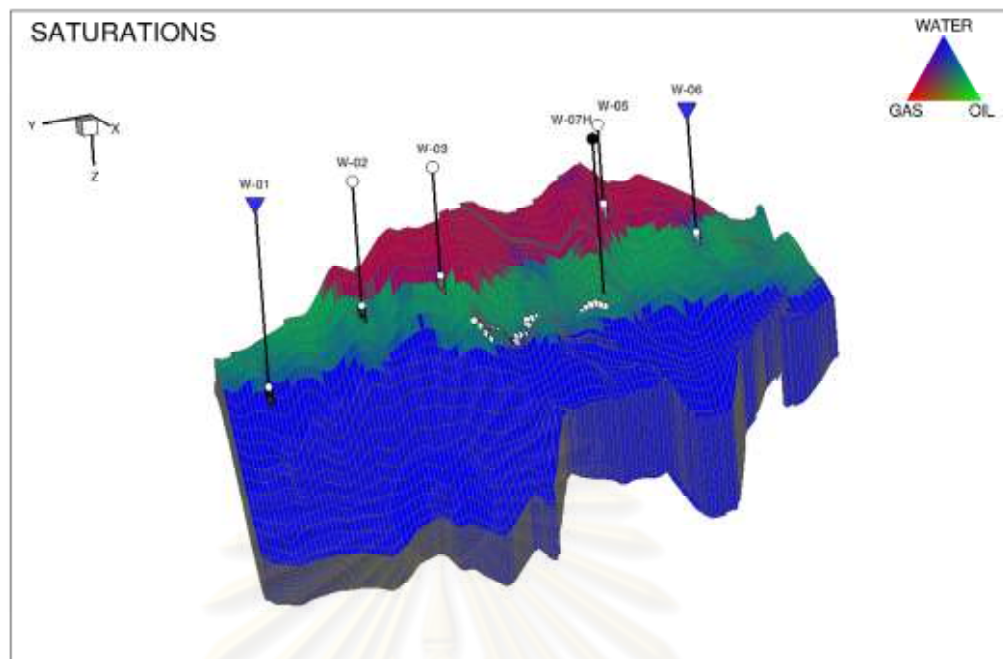 SATURATIONS
WATER
GAS OIL
Y X
Z
W-01
W-02
W-03
W-07H
W-05
W-06